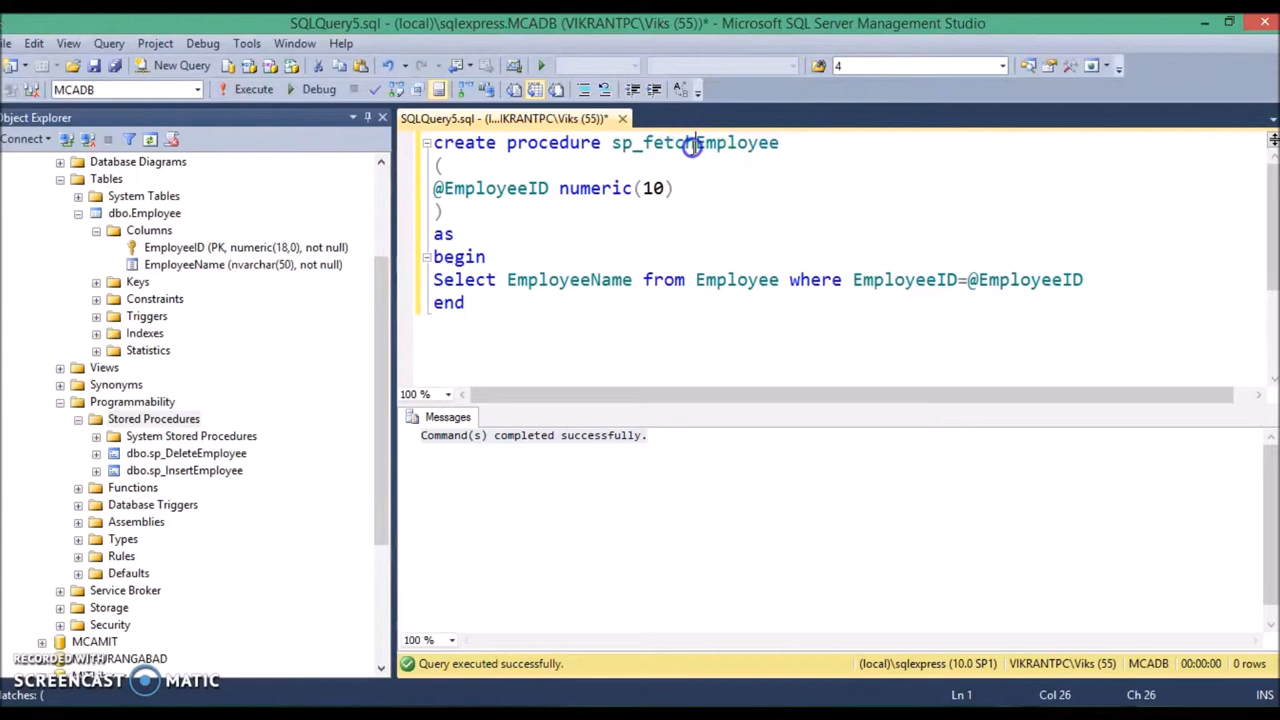 SQLQuery5.sql - (local)\sqlexpress.MCADB (VIKRANTPC\Viks (55))* - Microsoft SQL Server Management Studio
ile Edit View Query Project Debug Tools Window Help
New Query 4
MCADB Execute Debug
Object Explorer
SQLQuery5.sql - (l...IKRANTPC\Viks (55))*
Connect
Database Diagrams
Tables
System Tables
dbo.Employee
Columns
EmployeeID (PK, numeric(18,0), not null)
EmployeeName (nvarchar(50), not null)
Keys
Constraints
Triggers
Indexes
Statistics
Views
Synonyms
Programmability
Stored Procedures
System Stored Procedures
dbo.sp_DeleteEmployee
dbo.sp_InsertEmployee
Functions
Database Triggers
Assemblies
Types
Rules
Defaults
Service Broker
Storage
Security
MCAMIT
create procedure sp_fetchEmployee
(
@EmployeeID numeric(10)
)
as
begin
Select EmployeeName from Employee where EmployeeID=@EmployeeID
end
100 %
Messages
Command(s) completed successfully.
100 %
Query executed successfully. (local)\sqlexpress (10.0 SP1) VIKRANTPC\Viks (55) MCADB 00:00:00 0 rows
RECORDED WITH
SCREENCAST MATIC
atches: ( Ln 1 Col 26 Ch 26 INS